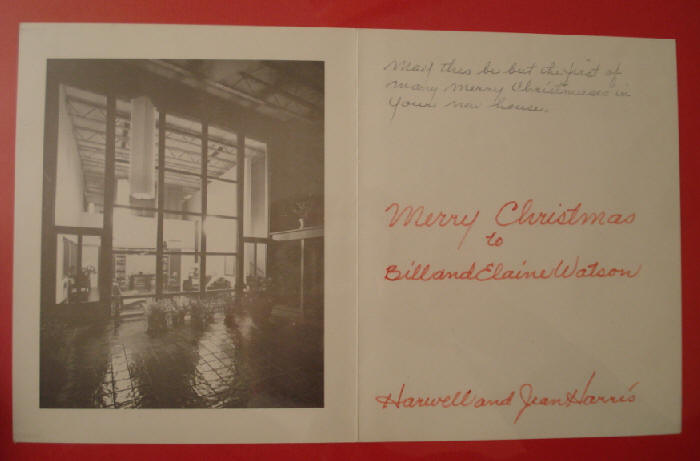 May this be but the first of
many merry Christmases in
your new house.
Merry Christmas
to
Bill and Elaine Watson
Harwell and Jean Harris